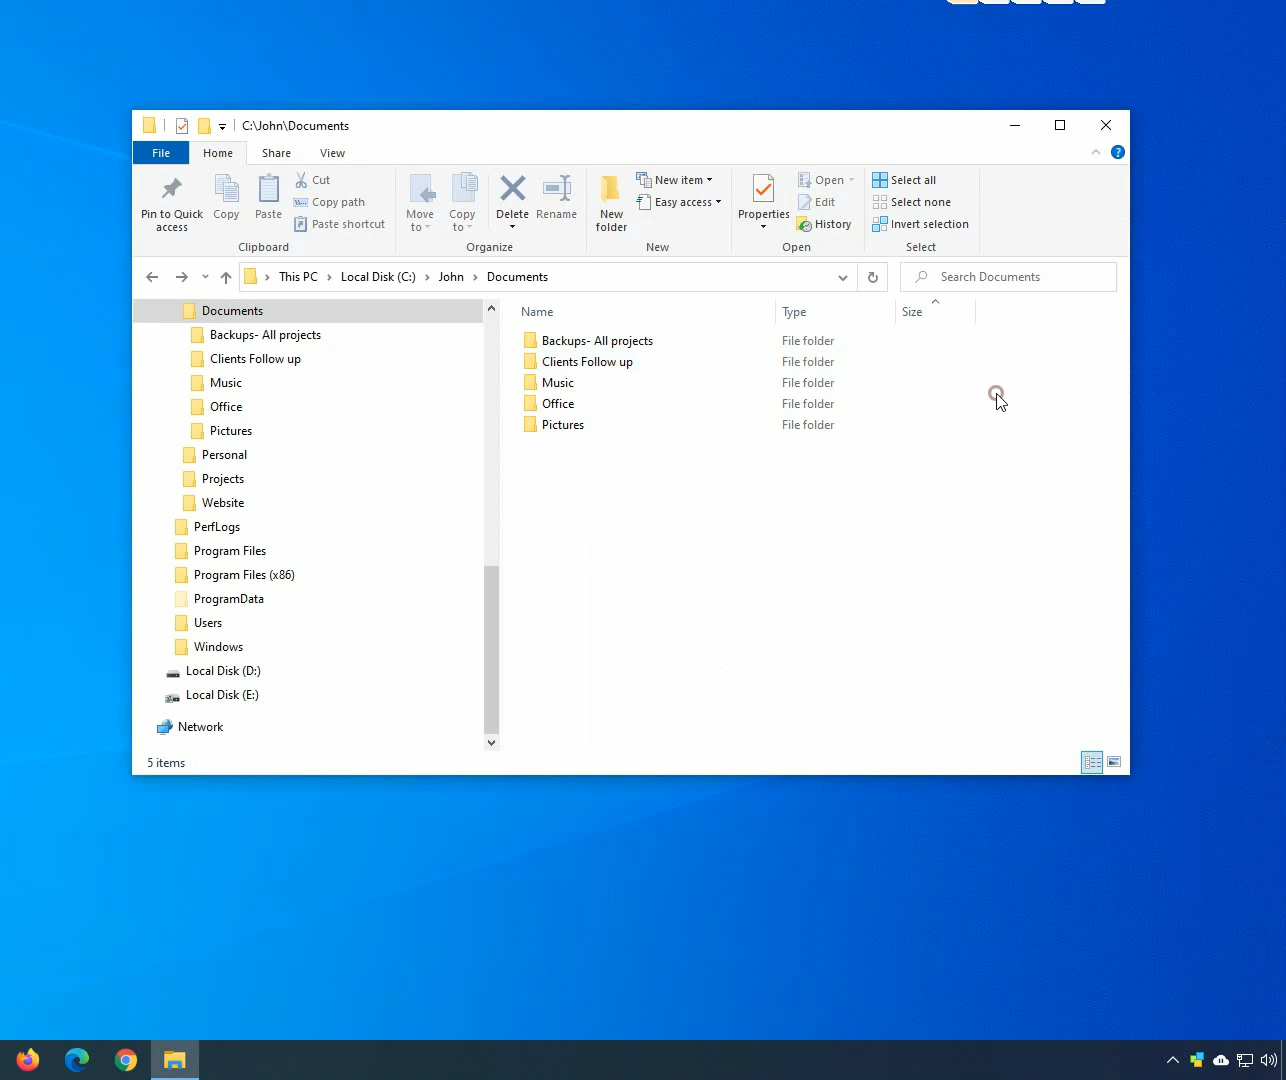 C:\John\Documents
File Home Share View
Pin to Quick access
Copy
Paste
Cut
Copy path
Paste shortcut
Clipboard
Move to
Copy to
Delete
Rename
Organize
New folder
New item
Easy access
New
Properties
Open
Edit
History
Open
Select all
Select none
Invert selection
Select
This PC > Local Disk (C:) > John > Documents
Search Documents
Documents
Backups- All projects
Clients Follow up
Music
Office
Pictures
Personal
Projects
Website
PerfLogs
Program Files
Program Files (x86)
ProgramData
Users
Windows
Local Disk (D:)
Local Disk (E:)
Network
Name Type Size
Backups- All projects File folder
Clients Follow up File folder
Music File folder
Office File folder
Pictures File folder
5 items